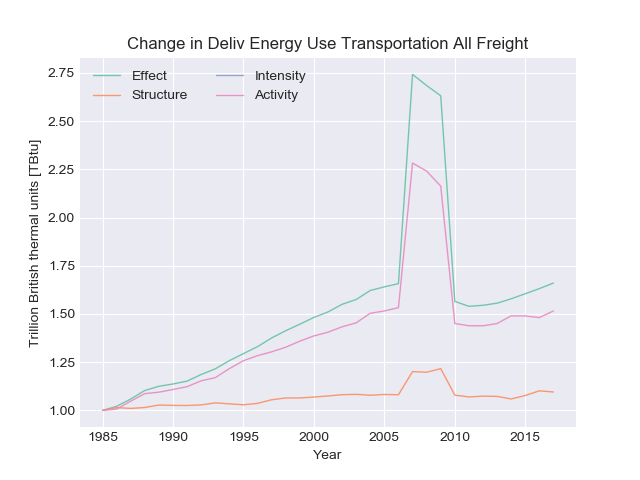 Change in Deliv Energy Use Transportation All Freight
Effect
Structure
Intensity
Activity
Trillion British thermal units [TBtu]
2.75
2.50
2.25
2.00
1.75
1.50
1.25
1.00
1985 1990 1995 2000 2005 2010 2015
Year